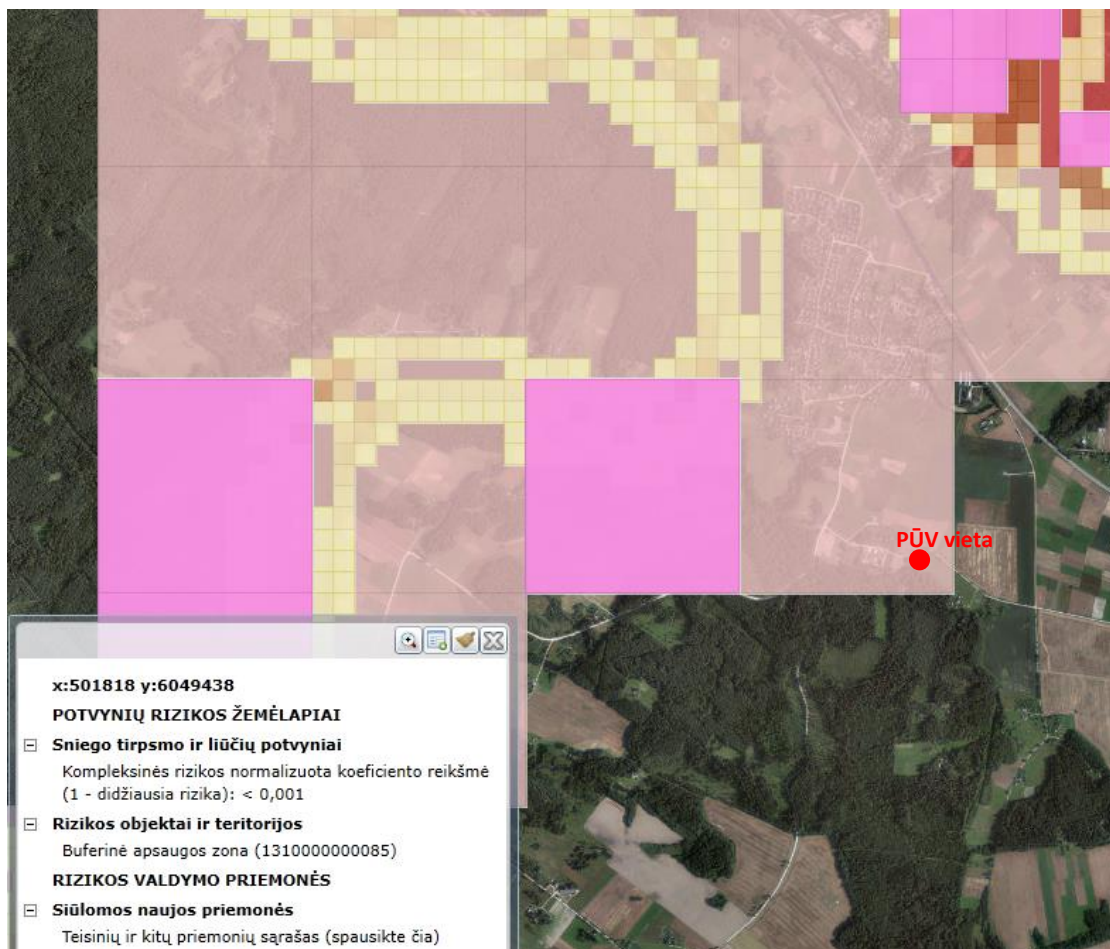 PŪV vieta
x:501818 y:6049438
POTVYNIŲ RIZIKOS ŽEMĖLAPIAI
Sniego tirpsmo ir liūčių potvyniai
Kompleksinės rizikos normalizuota koeficiento reikšmė
(1 - didžiausia rizika): < 0,001
Rizikos objektai ir teritorijos
Buferinė apsaugos zona (1310000000085)
RIZIKOS VALDYMO PRIEMONĖS
Siūlomos naujos priemonės
Teisinių ir kitų priemonių sąrašas (spausikte čia)